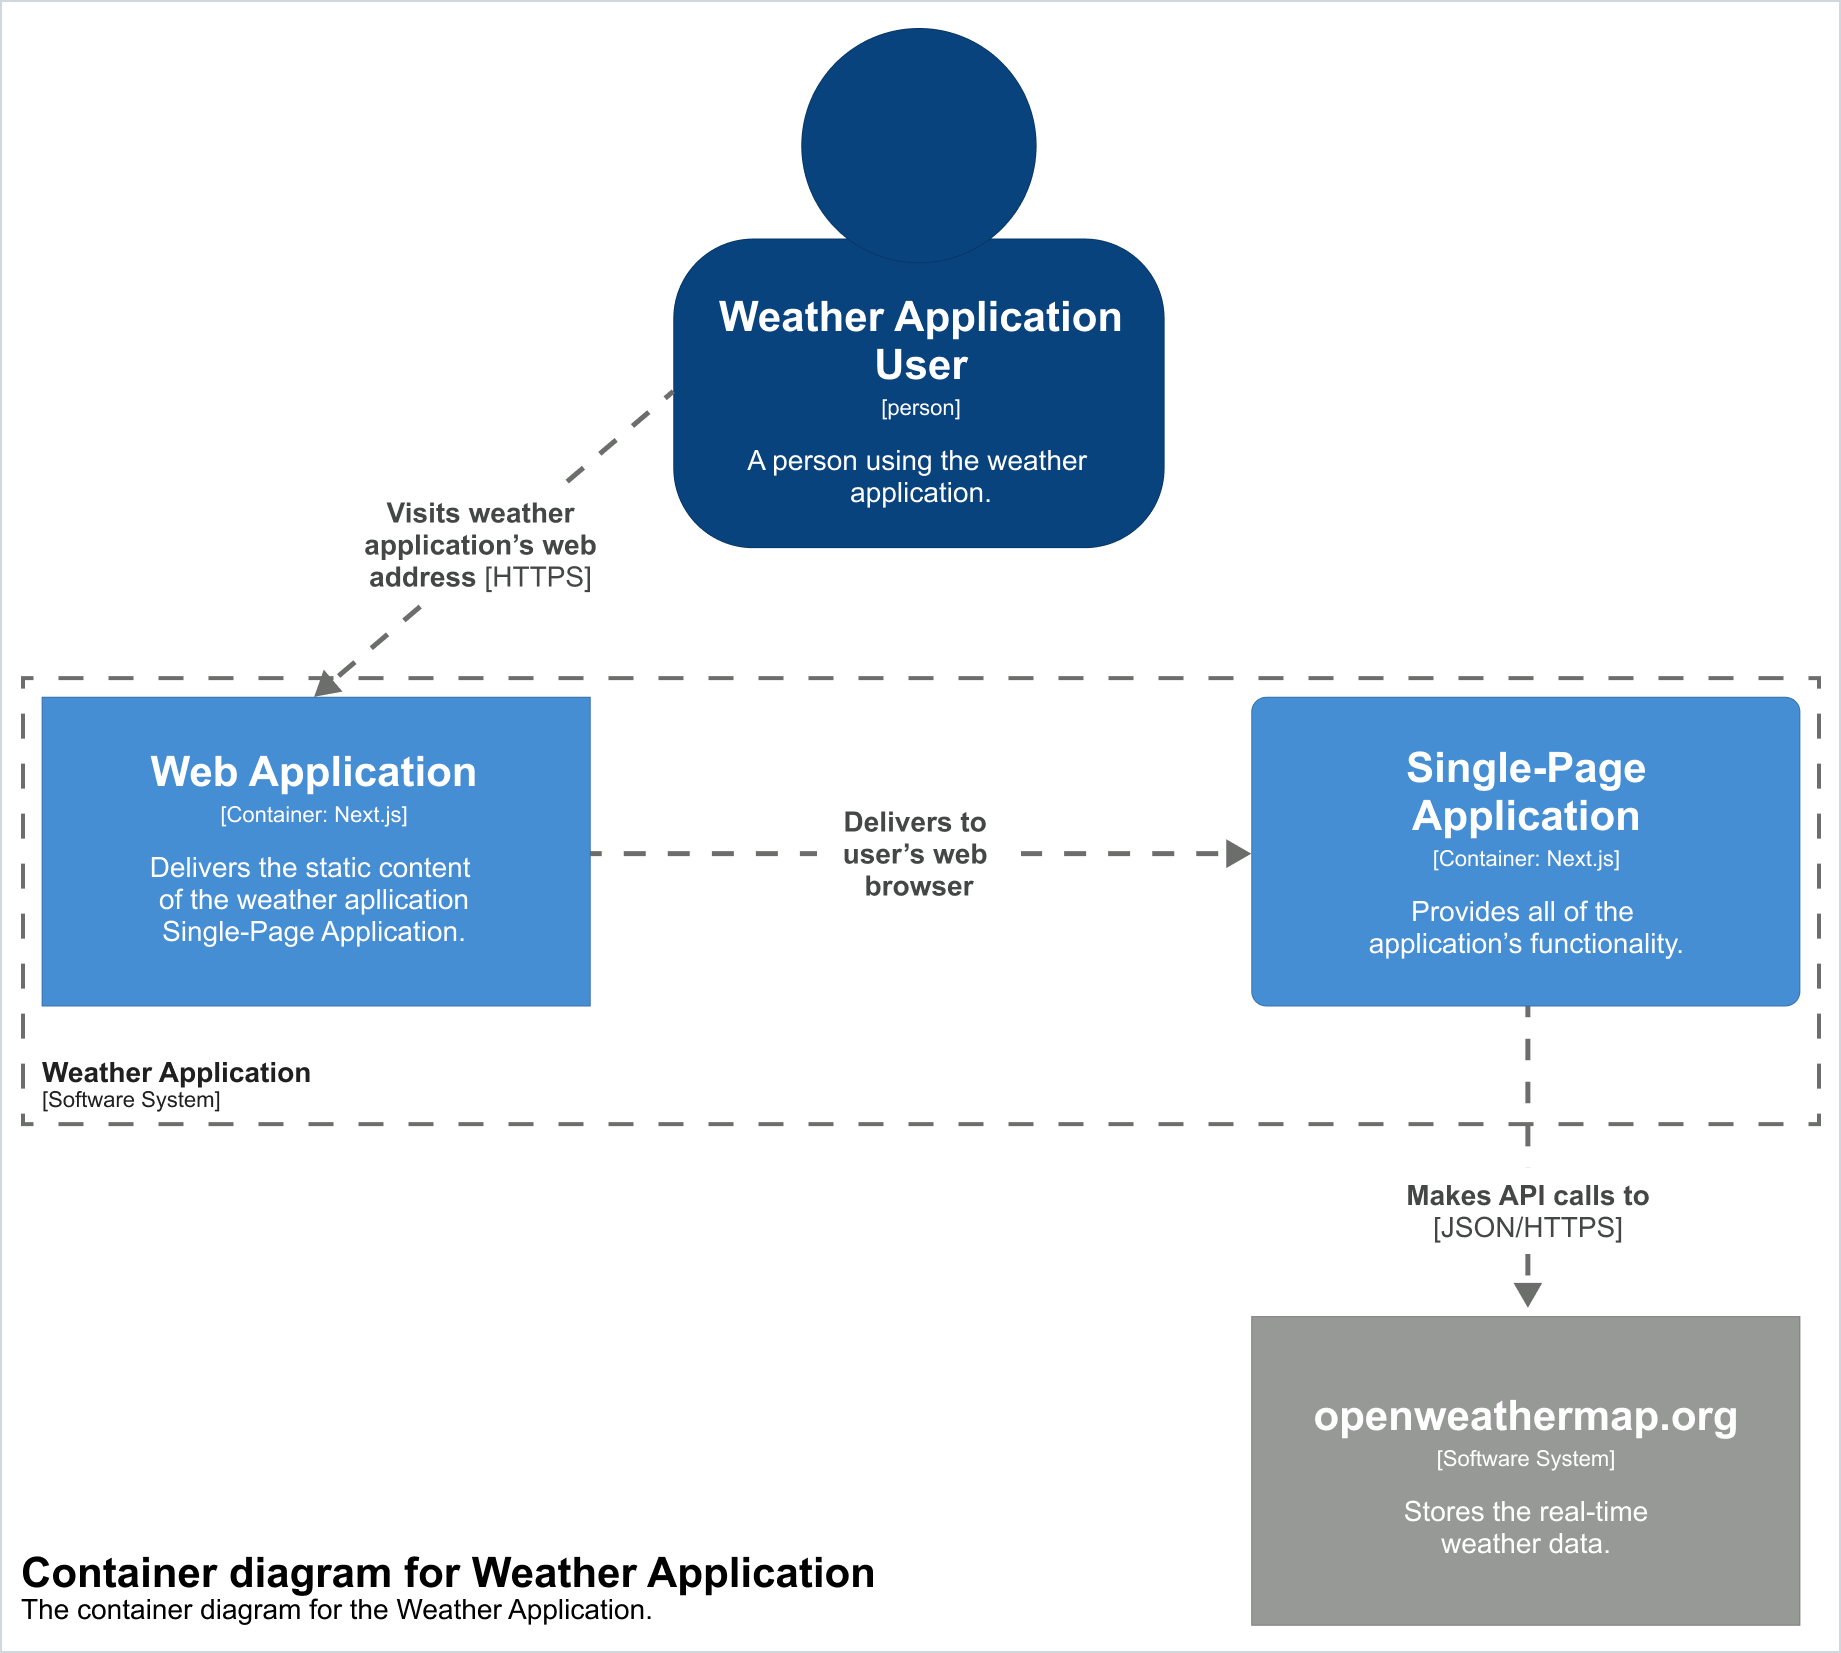 Weather Application
User
[person]
A person using the weather
application.
Visits weather
application’s web
address [HTTPS]
Web Application
[Container: Next.js]
Delivers the static content
of the weather apllication
Single-Page Application.
Delivers to
user’s web
browser
Single-Page
Application
[Container: Next.js]
Provides all of the
application’s functionality.
Weather Application
[Software System]
Makes API calls to
[JSON/HTTPS]
openweathermap.org
[Software System]
Stores the real-time
weather data.
Container diagram for Weather Application
The container diagram for the Weather Application.